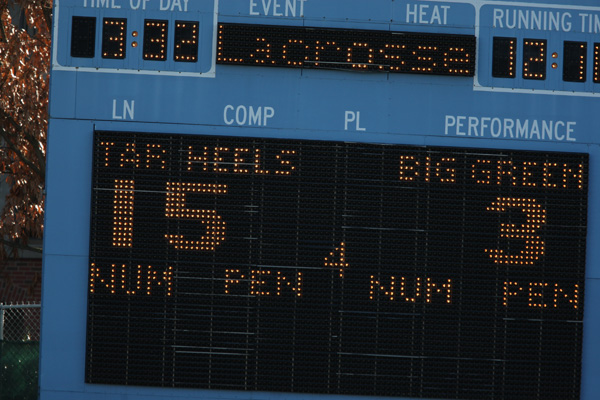 TIME OF DAY EVENT HEAT RUNNING TIM
3:32 Lacrosse 12:1
LN COMP PL PERFORMANCE
TAR HEELS BIG GREEN
15 3
4
NUM PEN NUM PEN